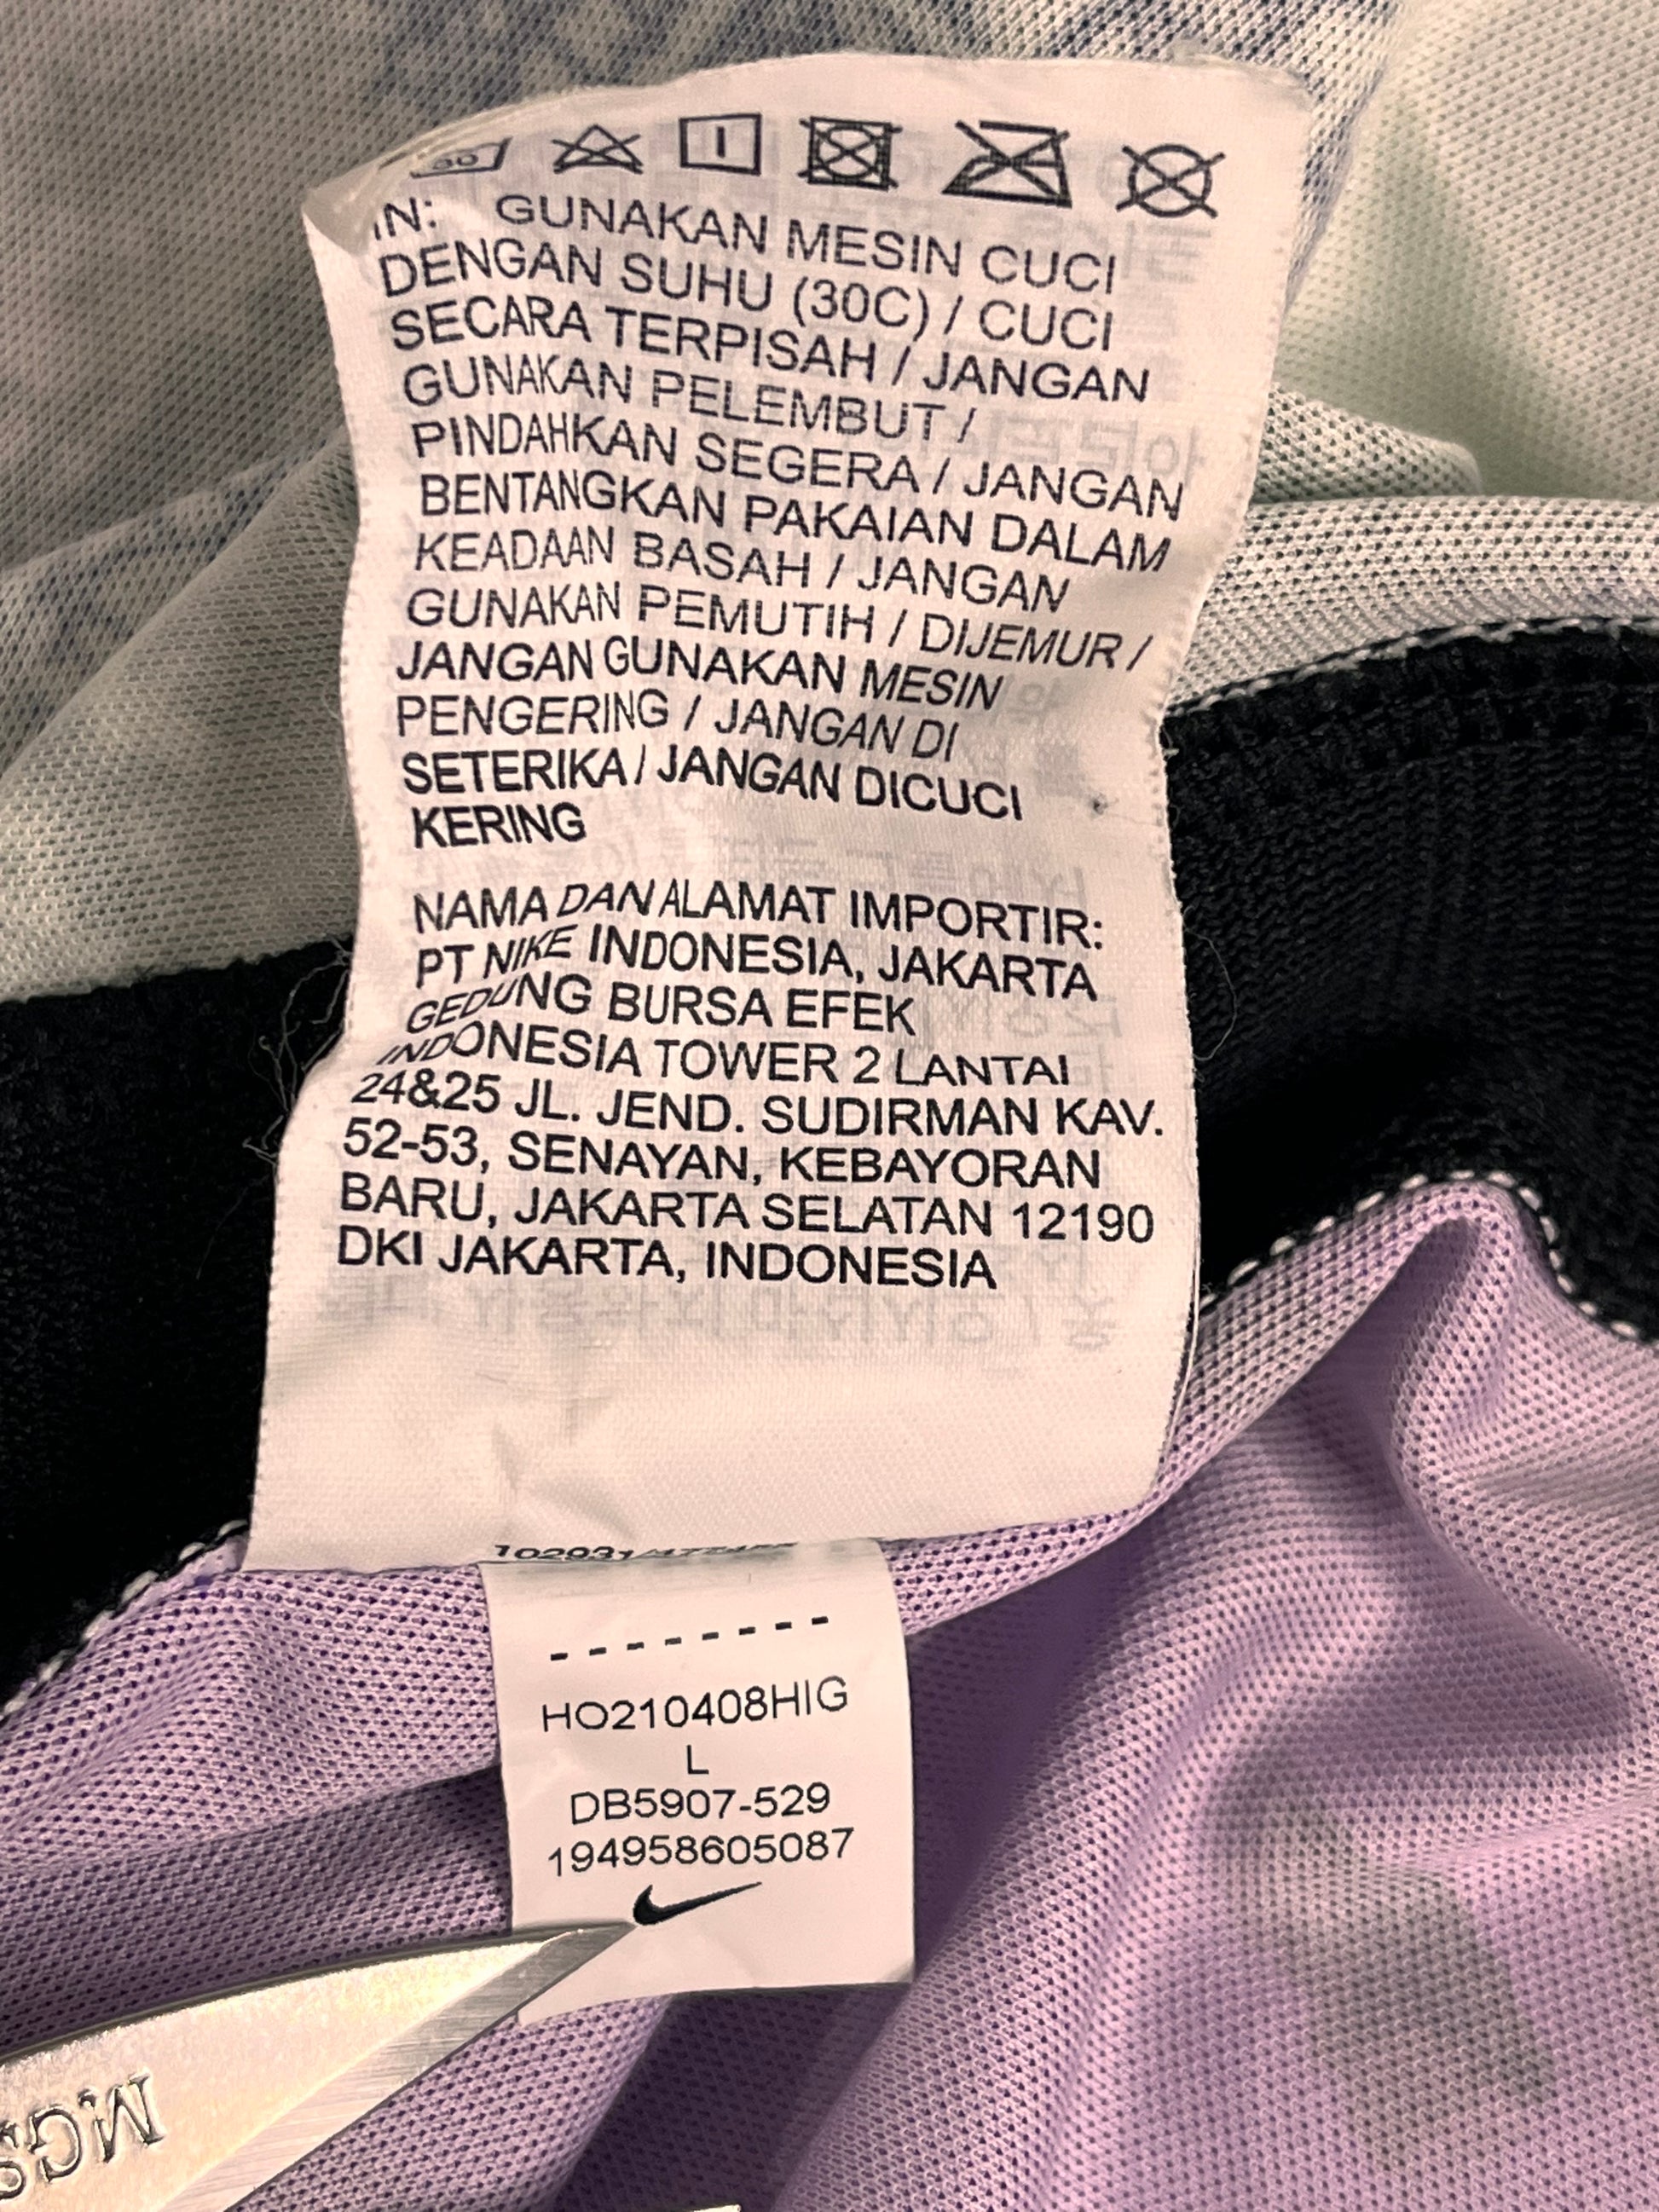 30
IN: GUNAKAN MESIN CUCI
DENGAN SUHU (30C) / CUCI
SECARA TERPISAH / JANGAN
GUNAKAN PELEMBUT /
PINDAHKAN SEGERA / JANGAN
BENTANGKAN PAKAIAN DALAM
KEADAAN BASAH / JANGAN
GUNAKAN PEMUTIH / DIJEMUR /
JANGAN GUNAKAN MESIN
PENGERING / JANGAN DI
SETERIKA / JANGAN DICUCI
KERING
NAMA DAN ALAMAT IMPORTIR:
PT NIKE INDONESIA, JAKARTA
GEDUNG BURSA EFEK
INDONESIA TOWER 2 LANTAI
24&25 JL. JEND. SUDIRMAN KAV.
52-53, SENAYAN, KEBAYORAN
BARU, JAKARTA SELATAN 12190
DKI JAKARTA, INDONESIA
--------
HO210408HIG
L
DB5907-529
194958605087